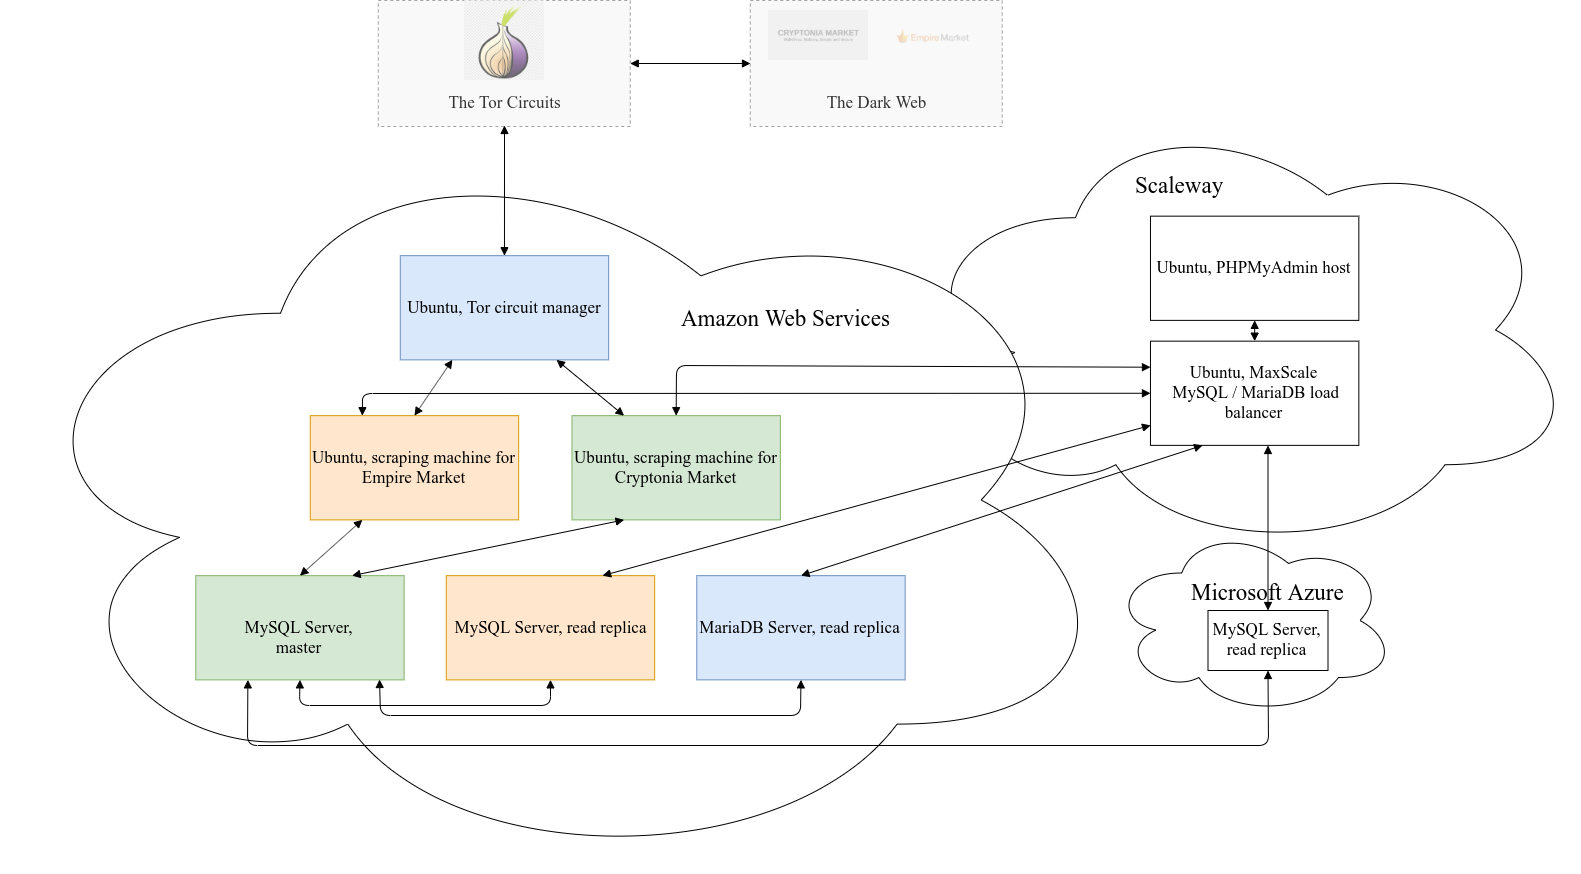 CRYPTONIA MARKET
EmpireMarket
The Tor Circuits
The Dark Web
Scaleway
Ubuntu, PHPMyAdmin host
Amazon Web Services
Ubuntu, Tor circuit manager
Ubuntu, MaxScale
MySQL / MariaDB load
balancer
Ubuntu, scraping machine for
Empire Market
Ubuntu, scraping machine for
Cryptonia Market
MySQL Server,
master
MySQL Server, read replica
MariaDB Server, read replica
Microsoft Azure
MySQL Server,
read replica